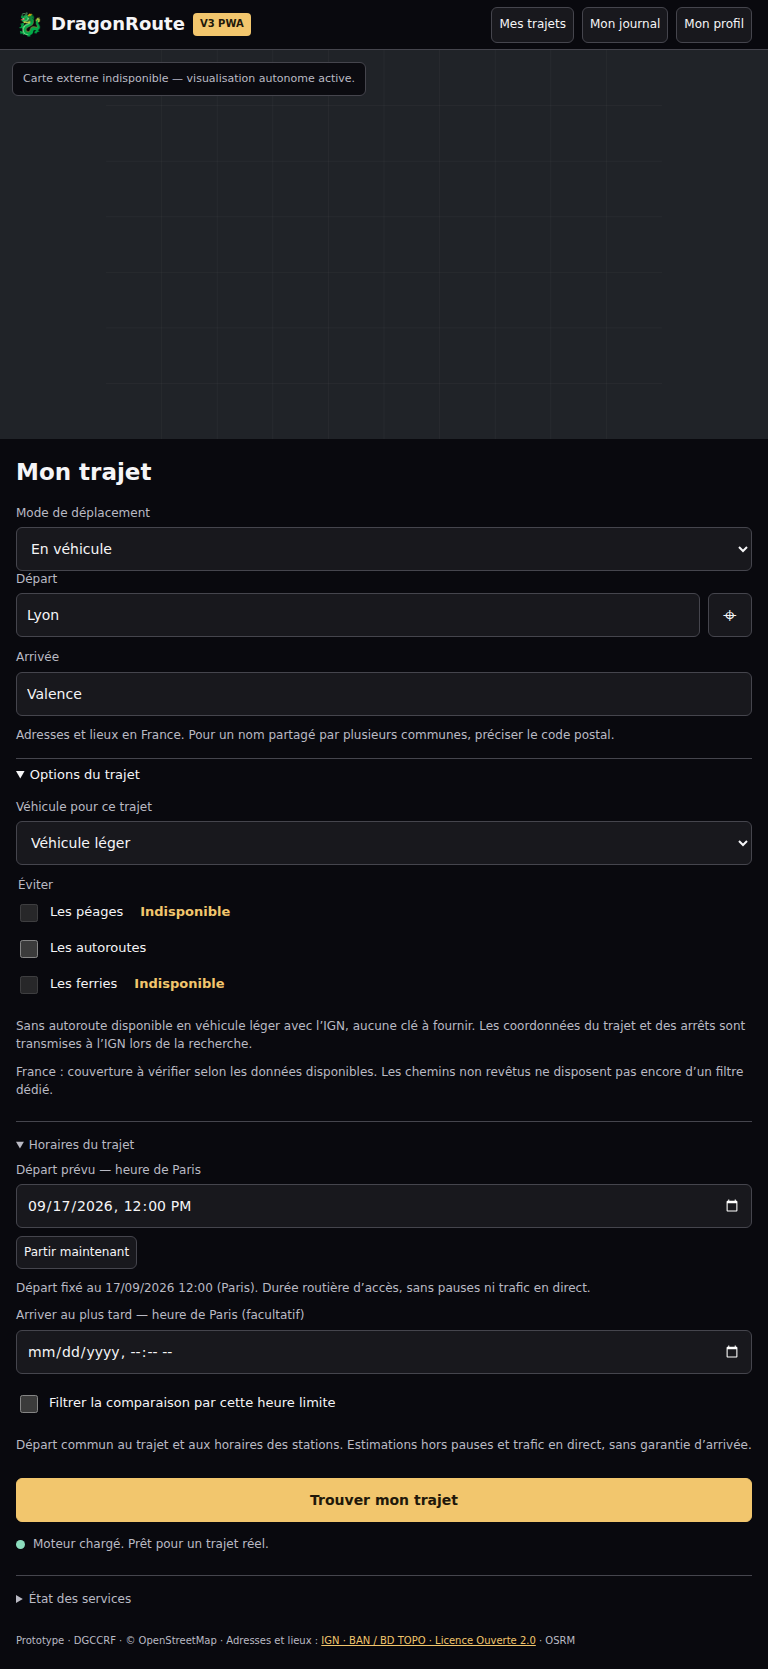 DragonRoute V3 PWA Mes trajets Mon journal Mon profil
Carte externe indisponible — visualisation autonome active.
Mon trajet
Mode de déplacement
En véhicule
Départ
Lyon
Arrivée
Valence
Adresses et lieux en France. Pour un nom partagé par plusieurs communes, préciser le code postal.
Options du trajet
Véhicule pour ce trajet
Véhicule léger
Éviter
Les péages Indisponible
Les autoroutes
Les ferries Indisponible
Sans autoroute disponible en véhicule léger avec l’IGN, aucune clé à fournir. Les coordonnées du trajet et des arrêts sont
transmises à l’IGN lors de la recherche.
France : couverture à vérifier selon les données disponibles. Les chemins non revêtus ne disposent pas encore d’un filtre
dédié.
Horaires du trajet
Départ prévu — heure de Paris
09/17/2026, 12:00 PM
Partir maintenant
Départ fixé au 17/09/2026 12:00 (Paris). Durée routière d’accès, sans pauses ni trafic en direct.
Arriver au plus tard — heure de Paris (facultatif)
mm/dd/yyyy, --:-- --
Filtrer la comparaison par cette heure limite
Départ commun au trajet et aux horaires des stations. Estimations hors pauses et trafic en direct, sans garantie d’arrivée.
Trouver mon trajet
Moteur chargé. Prêt pour un trajet réel.
État des services
Prototype · DGCCRF · © OpenStreetMap · Adresses et lieux : IGN · BAN / BD TOPO · Licence Ouverte 2.0 · OSRM